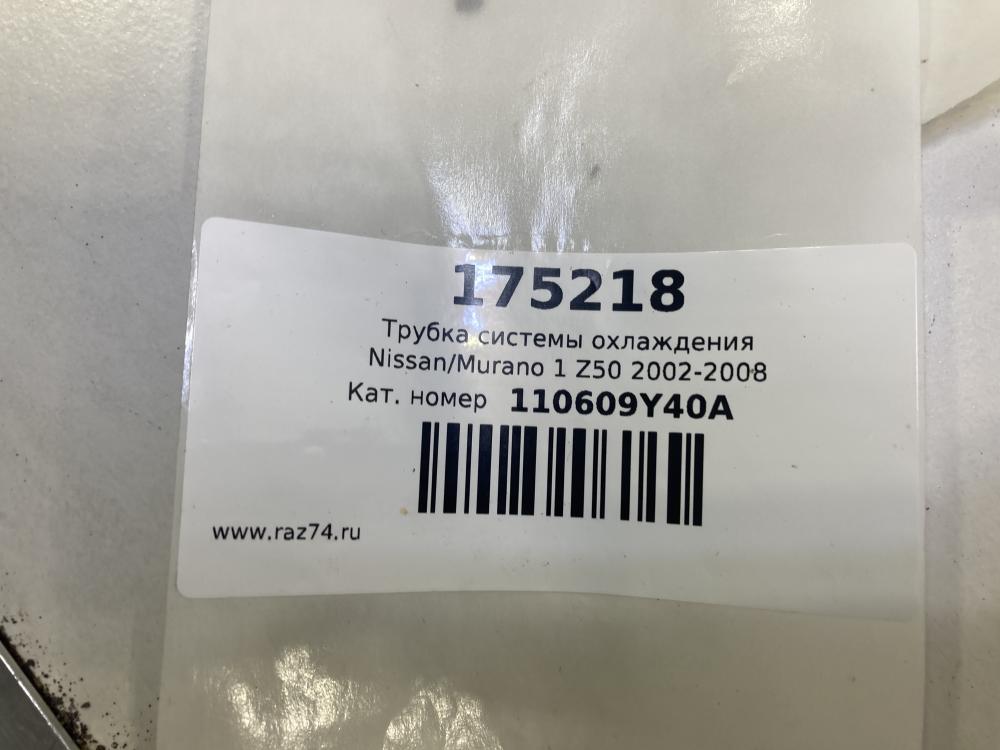 175218
Трубка системы охлаждения
Nissan/Murano 1 Z50 2002-2008
Кат. номер 110609Y40A
www.raz74.ru